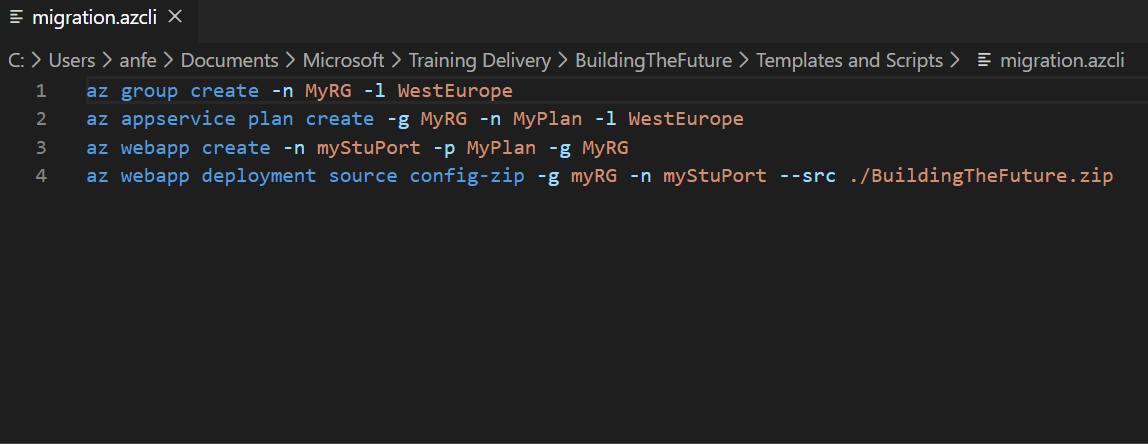 migration.azcli
C: > Users > anfe > Documents > Microsoft > Training Delivery > BuildingTheFuture > Templates and Scripts > migration.azcli
1 az group create -n MyRG -l WestEurope
2 az appservice plan create -g MyRG -n MyPlan -l WestEurope
3 az webapp create -n myStuPort -p MyPlan -g MyRG
4 az webapp deployment source config-zip -g myRG -n myStuPort --src ./BuildingTheFuture.zip